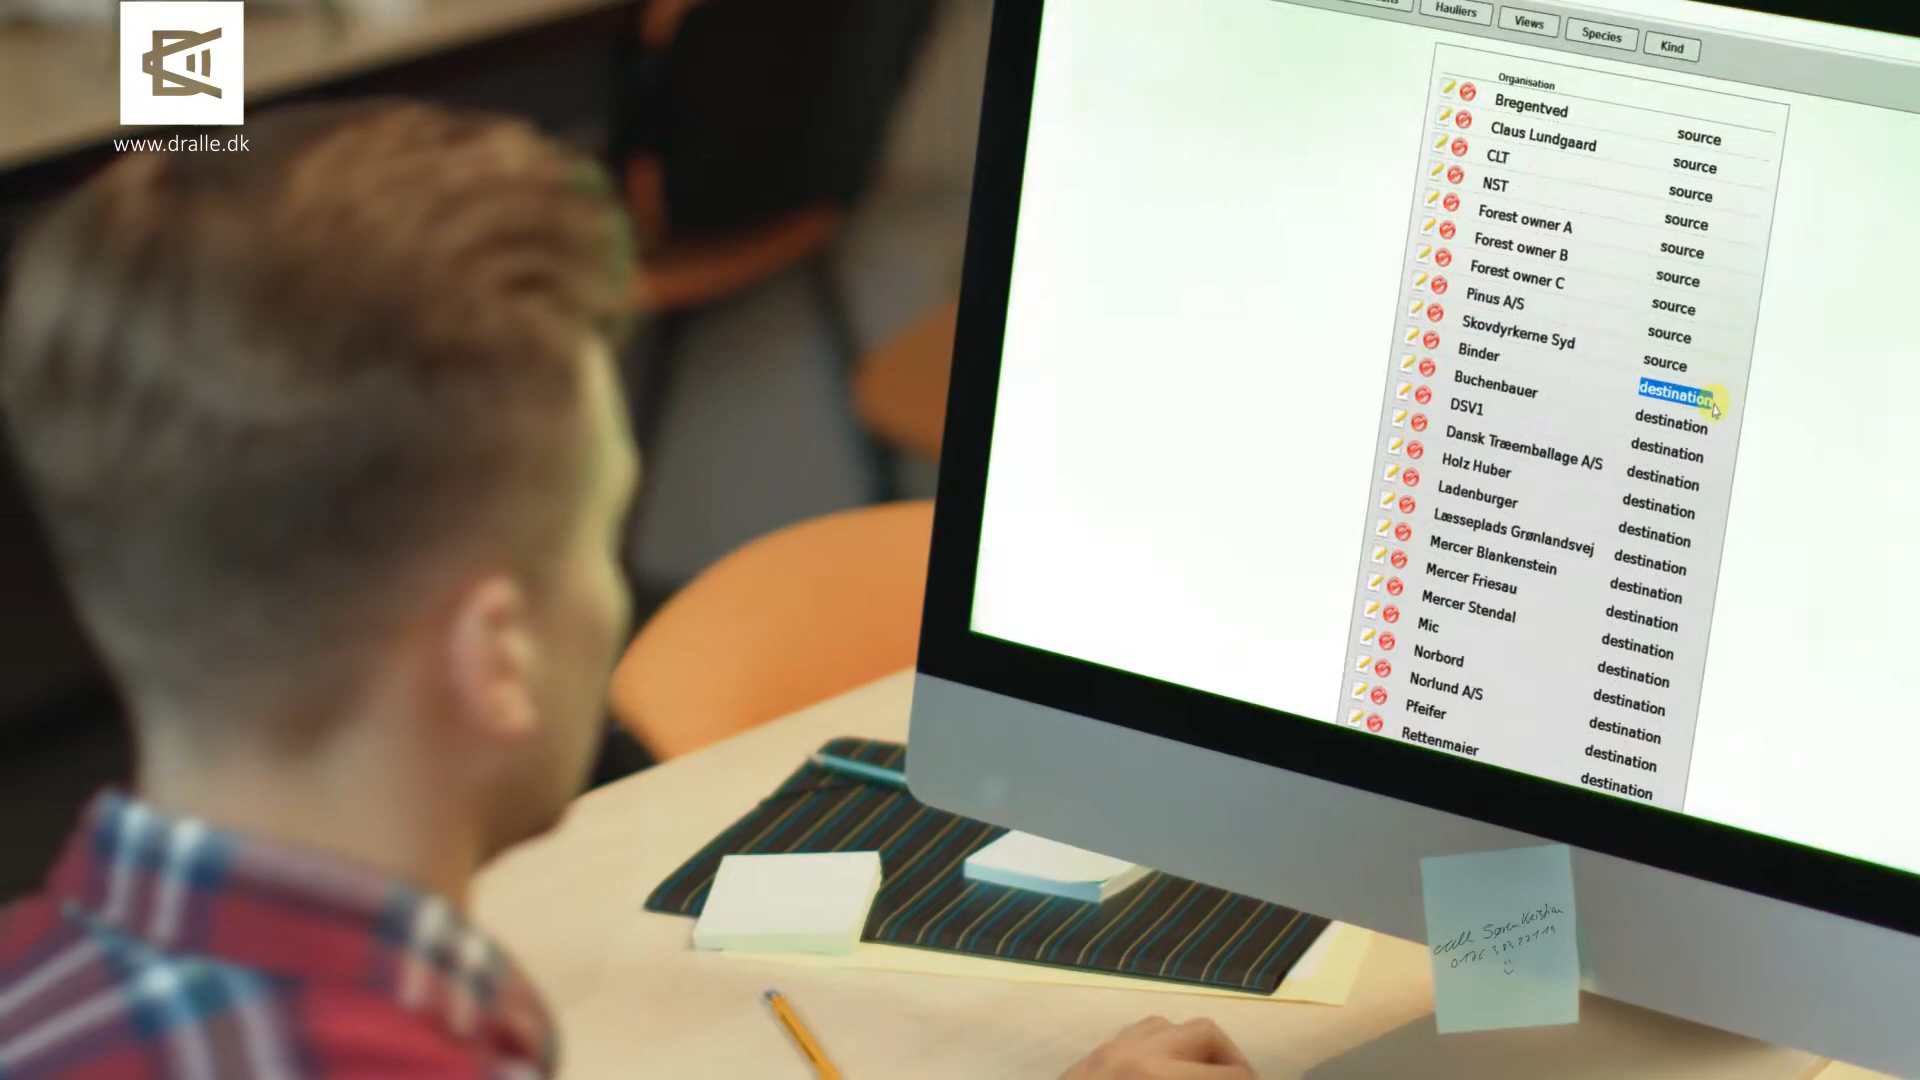 www.dralle.dk
Hauliers Views Species Kind
Organisation
Bregentved source
Claus Lundgaard source
CLT source
NST source
Forest owner A source
Forest owner B source
Forest owner C source
Pinus A/S source
Skovdyrkerne Syd source
Binder destination
Buchenbauer destination
DSV1 destination
Dansk Træemballage A/S destination
Holz Huber destination
Ladenburger destination
Læsseplads Grønlandsvej destination
Mercer Blankenstein destination
Mercer Friesau destination
Mercer Stendal destination
Mic destination
Norbord destination
Norlund A/S destination
Pfeifer destination
Rettenmaier destination
call Søren Kristian